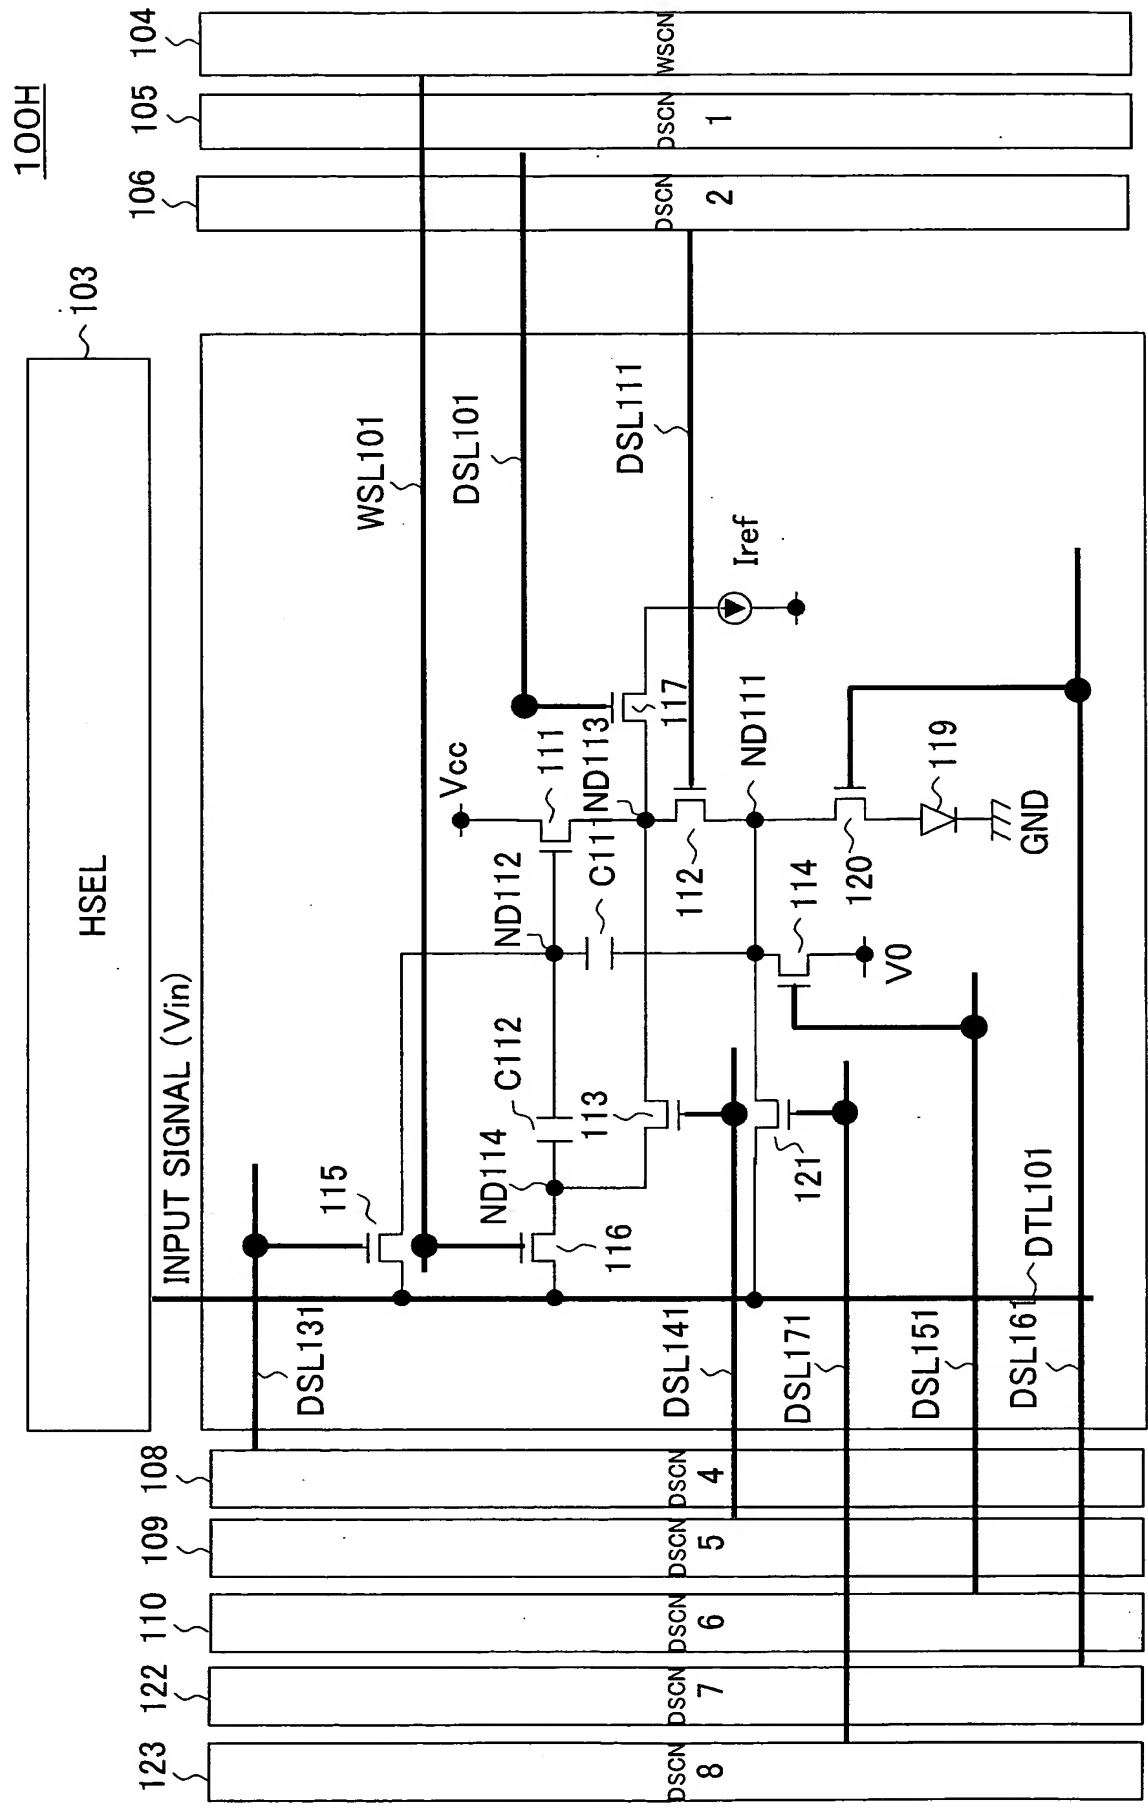 100H
104
WSCN
105
DSCN
1
106
DSCN
2
103
HSEL
INPUT SIGNAL (Vin)
WSL101
DSL101
DSL111
Iref
Vcc
111
ND113
117
ND112
C111
112
ND111
119
GND
120
114
V0
C112
113
ND114
121
115
116
DTL101
DSL131
DSL141
DSL171
DSL151
DSL161
108
DSCN
4
109
DSCN
5
110
DSCN
6
122
DSCN
7
123
DSCN
8